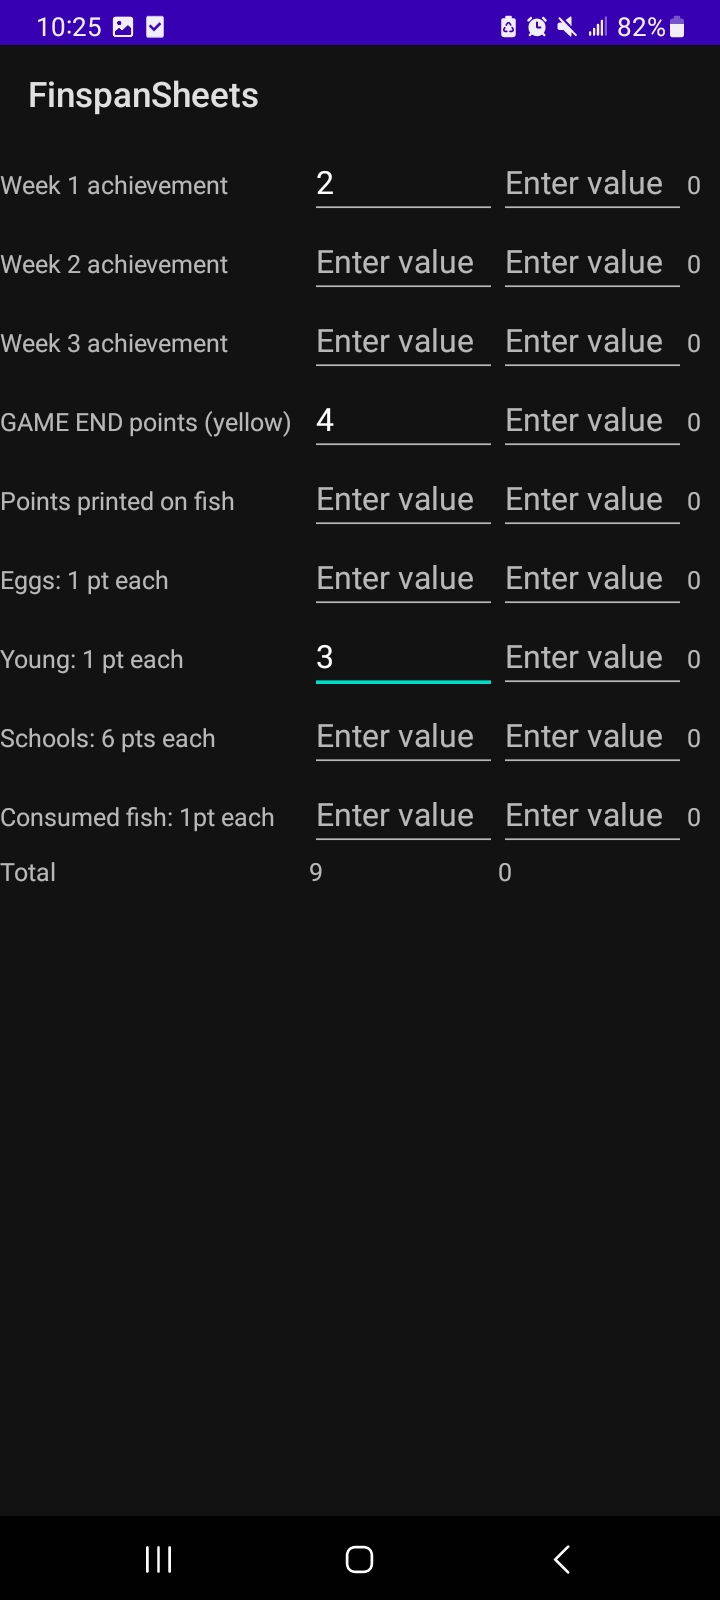 10:25 82%
FinspanSheets
Week 1 achievement 2 Enter value 0
Week 2 achievement Enter value Enter value 0
Week 3 achievement Enter value Enter value 0
GAME END points (yellow) 4 Enter value 0
Points printed on fish Enter value Enter value 0
Eggs: 1 pt each Enter value Enter value 0
Young: 1 pt each 3 Enter value 0
Schools: 6 pts each Enter value Enter value 0
Consumed fish: 1pt each Enter value Enter value 0
Total 9 0